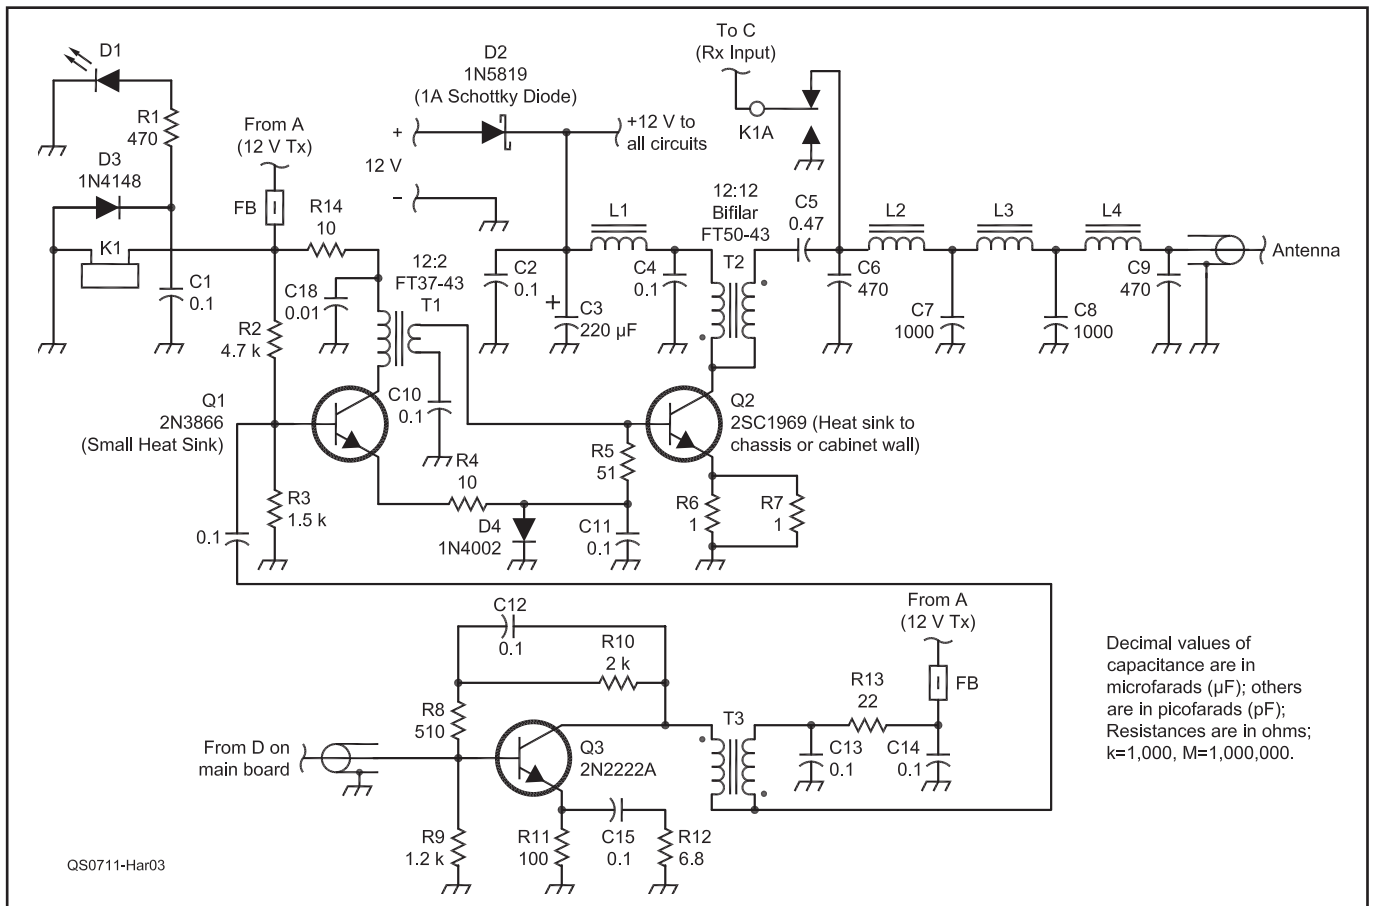 D1
R1
470
D3
1N4148
K1
C1
0.1
From A
(12 V Tx)
FB
R14
10
D2
1N5819
(1A Schottky Diode)
+
12 V
–
+12 V to
all circuits
To C
(Rx Input)
K1A
12:12
Bifilar
FT50-43
T2
C5
0.47
L1
L2
L3
L4
Antenna
C2
0.1
C4
0.1
+
C3
220 µF
C6
470
C7
1000
C8
1000
C9
470
12:2
FT37-43
T1
C18
0.01
R2
4.7 k
C10
0.1
Q1
2N3866
(Small Heat Sink)
Q2
2SC1969 (Heat sink to
chassis or cabinet wall)
R3
1.5 k
0.1
R4
10
R5
51
D4
1N4002
C11
0.1
R6
1
R7
1
C12
0.1
R10
2 k
R8
510
From D on
main board
Q3
2N2222A
T3
R13
22
From A
(12 V Tx)
FB
C13
0.1
C14
0.1
R9
1.2 k
R11
100
C15
0.1
R12
6.8
Decimal values of
capacitance are in
microfarads (µF); others
are in picofarads (pF);
Resistances are in ohms;
k=1,000, M=1,000,000.
QS0711-Har03